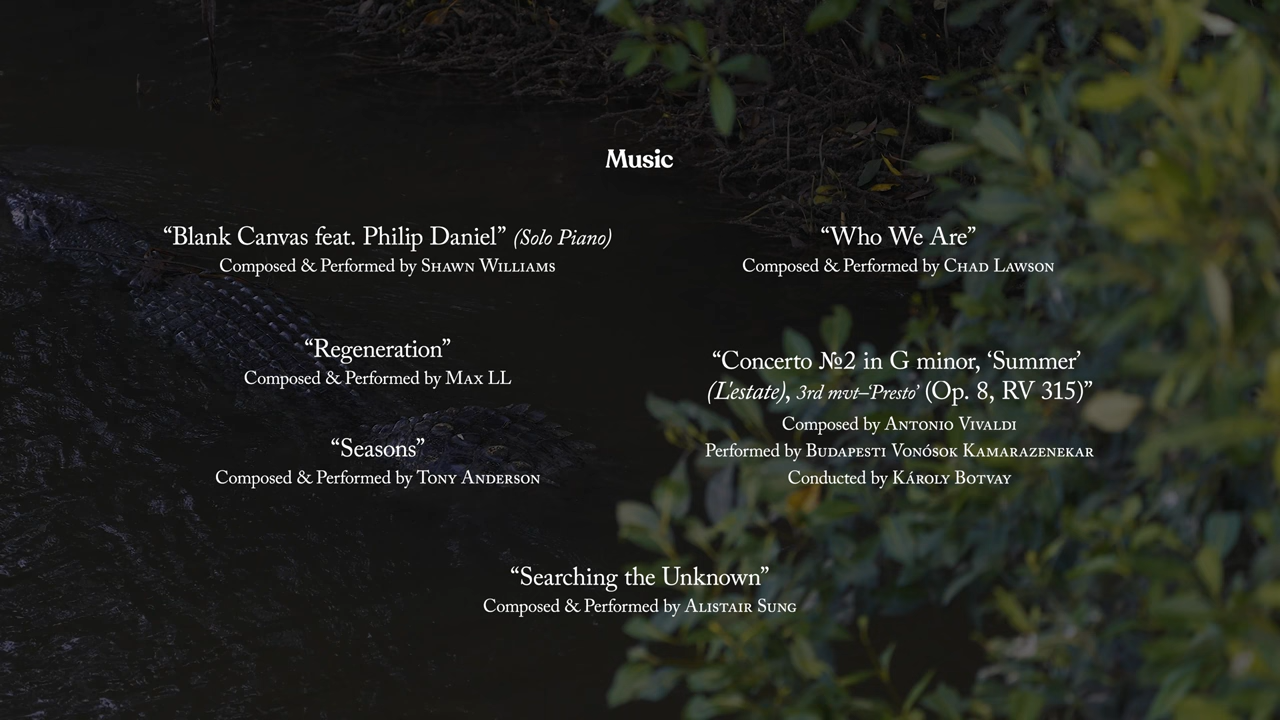 Music
“Blank Canvas feat. Philip Daniel” (Solo Piano)
Composed & Performed by Shawn Williams
“Regeneration”
Composed & Performed by Max LL
“Seasons”
Composed & Performed by Tony Anderson
“Who We Are”
Composed & Performed by Chad Lawson
“Concerto №2 in G minor, ‘Summer’
(L'estate), 3rd mvt–‘Presto’ (Op. 8, RV 315)”
Composed by Antonio Vivaldi
Performed by Budapesti Vonósok Kamarazenekar
Conducted by Károly Botvay
“Searching the Unknown”
Composed & Performed by Alistair Sung